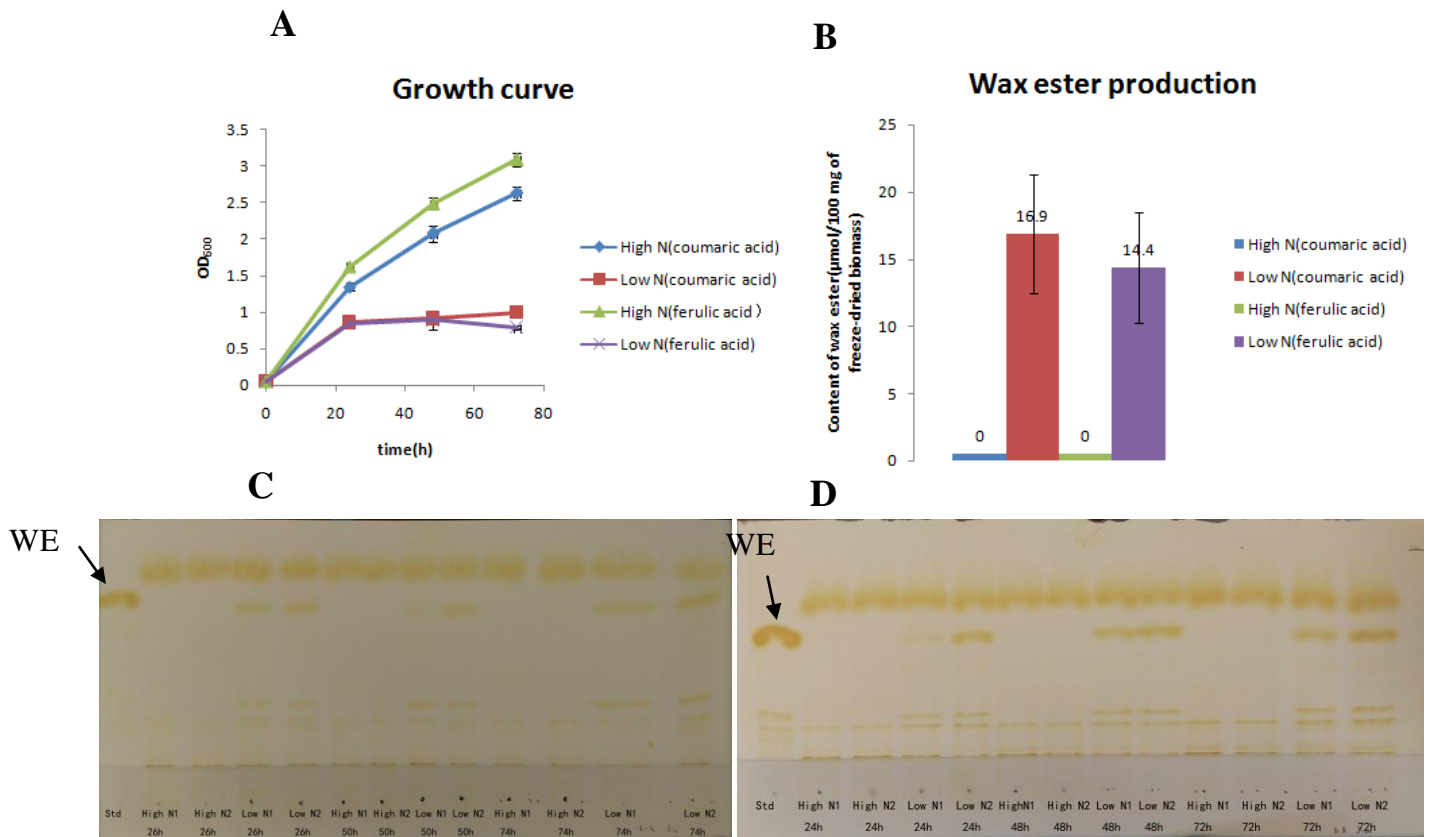 A
Growth curve
3.5
3
2.5
2
1.5
1
0.5
0
OD600
0 20 40 60 80
time(h)
High N(coumaric acid)
Low N(coumaric acid)
High N(ferulic acid)
Low N(ferulic acid)
B
Wax ester production
25
20
15
10
5
0
Content of wax ester(µmol/100 mg of
freeze-dried biomass)
0 16.9 0 14.4
High N(coumaric acid)
Low N(coumaric acid)
High N(ferulic acid)
Low N(ferulic acid)
C
WE
Std High N1 High N2 Low N1 Low N2 High N1 High N2 Low N1 Low N2 High N1 High N2 Low N1 Low N2
26h 26h 26h 26h 50h 50h 50h 50h 74h 74h 74h 74h
D
WE
Std High N1 High N2 Low N1 Low N2 HighN1 High N2 Low N1 Low N2 High N1 High N2 Low N1 Low N2
24h 24h 24h 24h 48h 48h 48h 48h 72h 72h 72h 72h